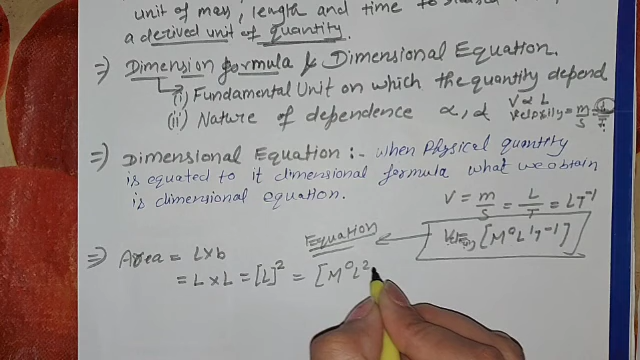 unit of mass, length and time to
a derived unit of quantity.
⇒) Dimension formula & Dimensional Equation.
(i) Fundamental Unit on which the quantity depend
(ii) Nature of dependence α, α
V α L
Velocity = m/s = L/T
⇒) Dimensional Equation :- when Physical quantity
is equated to it dimensional formula what we obtain
is dimensional equation.
V = m/s = L/T = LT⁻¹
Equation
[M⁰L¹T⁻¹]
⇒) Area = L×b
= L × L = [L]² = [M⁰L²